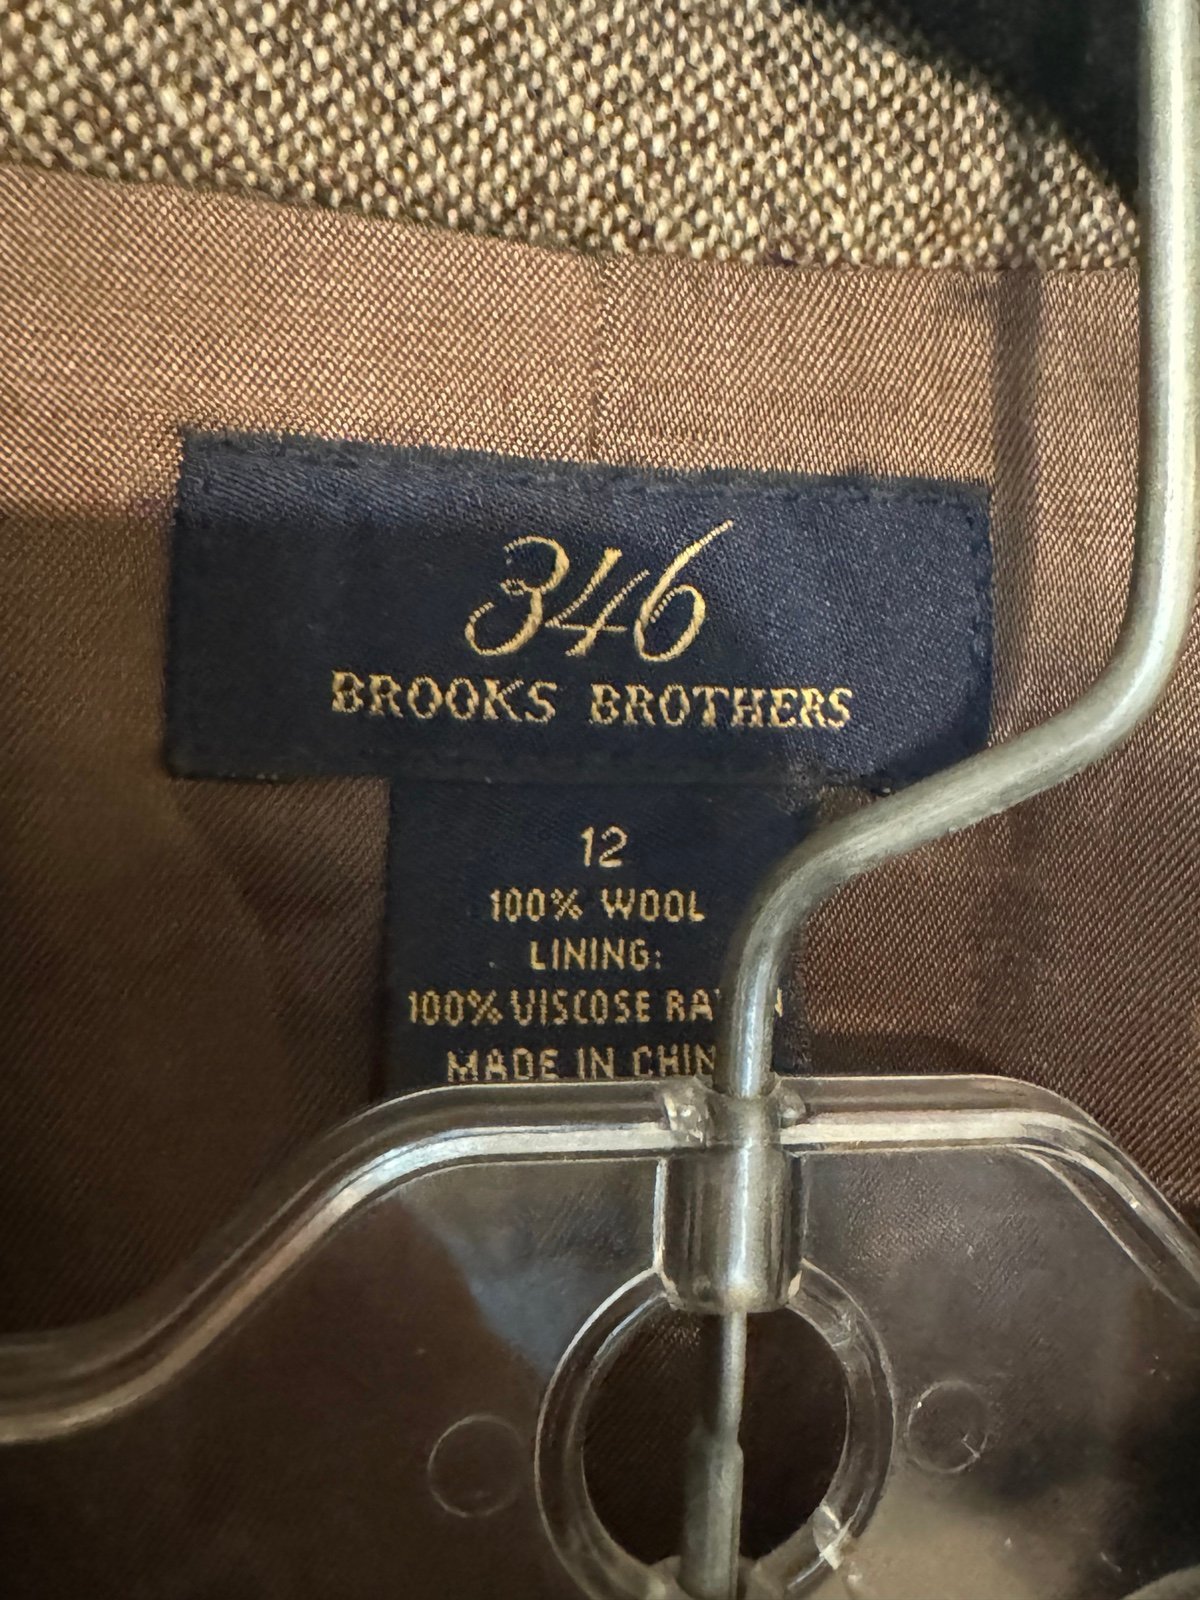 346
BROOKS BROTHERS
12
100% WOOL
LINING:
100% VISCOSE
MADE IN